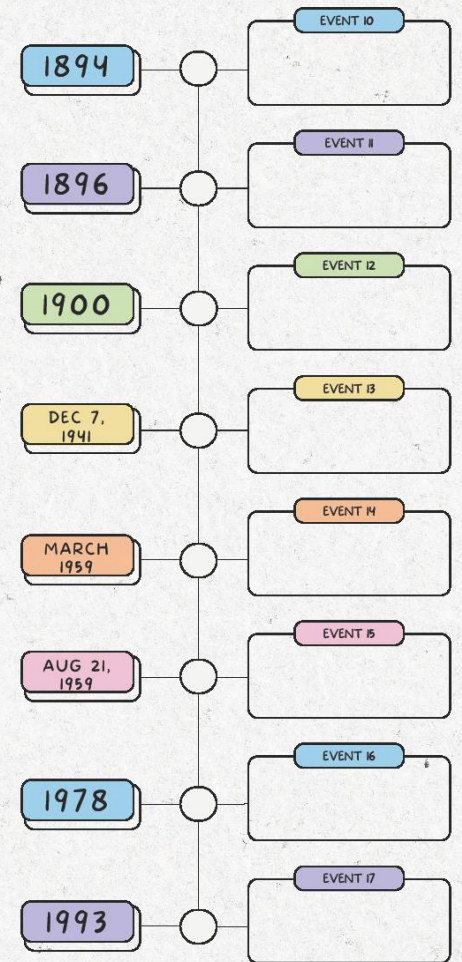 EVENT 10
1894
EVENT 11
1896
EVENT 12
1900
EVENT 13
DEC 7,
1941
EVENT 14
MARCH
1959
EVENT 15
AUG 21,
1959
EVENT 16
1978
EVENT 17
1993